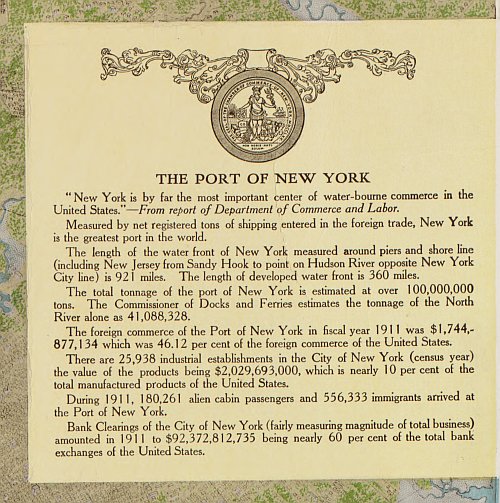 THE PORT OF NEW YORK
"New York is by far the most important center of water-bourne commerce in the
United States."—From report of Department of Commerce and Labor.
Measured by net registered tons of shipping entered in the foreign trade, New York
is the greatest port in the world.
The length of the water front of New York measured around piers and shore line
(including New Jersey from Sandy Hook to point on Hudson River opposite New York
City line) is 921 miles. The length of developed water front is 360 miles.
The total tonnage of the port of New York is estimated at over 100,000,000
tons. The Commissioner of Docks and Ferries estimates the tonnage of the North
River alone as 41,088,328.
The foreign commerce of the Port of New York in fiscal year 1911 was $1,744,-
877,134 which was 46.12 per cent of the foreign commerce of the United States.
There are 25,938 industrial establishments in the City of New York (census year)
the value of the products being $2,029,693,000, which is nearly 10 per cent of the
total manufactured products of the United States.
During 1911, 180,261 alien cabin passengers and 556,333 immigrants arrived at
the Port of New York.
Bank Clearings of the City of New York (fairly measuring magnitude of total business)
amounted in 1911 to $92,372,812,735 being nearly 60 per cent of the total bank
exchanges of the United States.